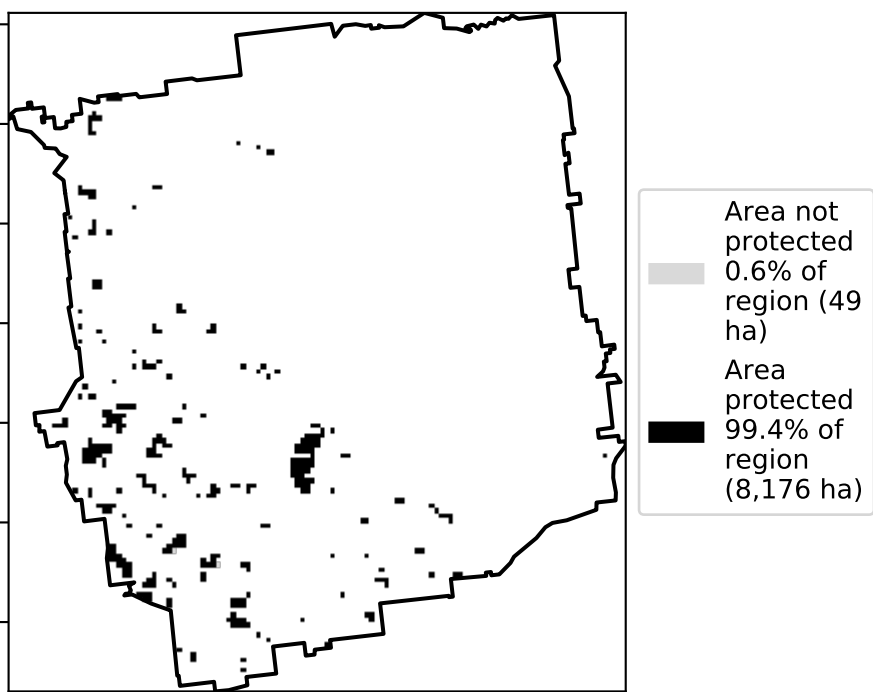 Area not
protected
0.6% of
region (49
ha)
Area
protected
99.4% of
region
(8,176 ha)